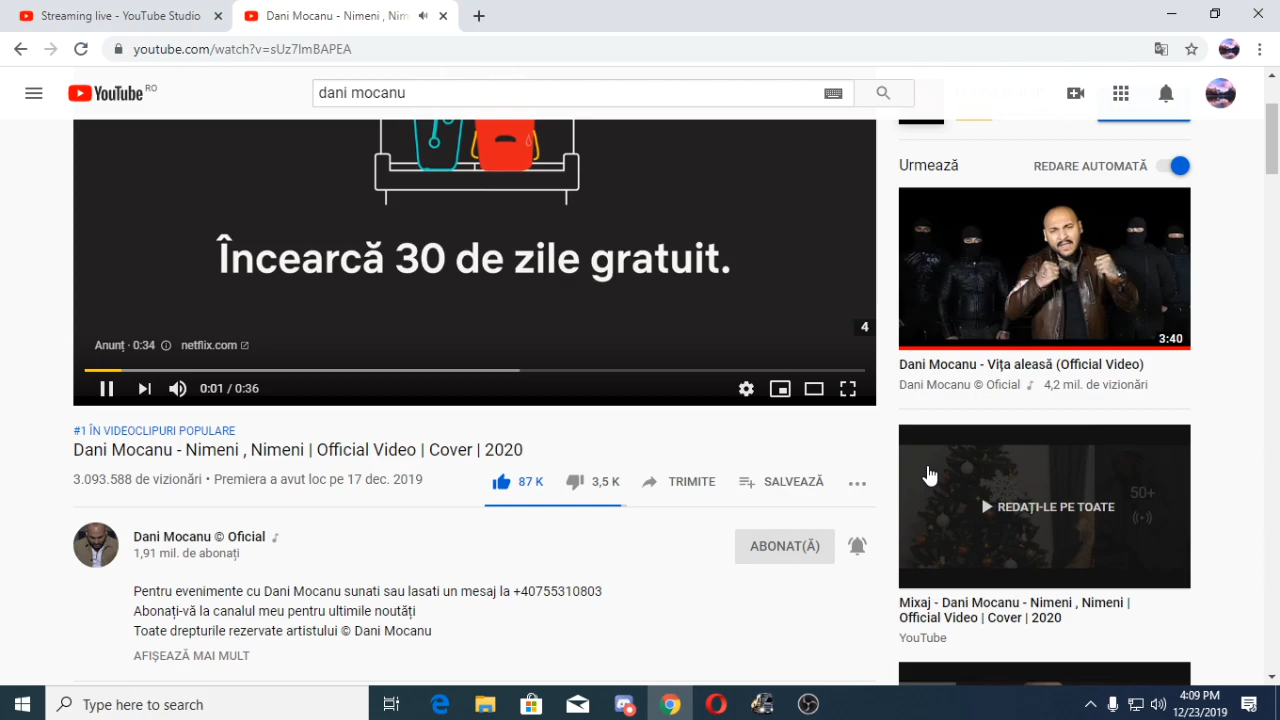 Streaming live - YouTube Studio
Dani Mocanu - Nimeni , Nim
youtube.com/watch?v=sUz7lmBAPEA
YouTube RO
dani mocanu
Încearcă 30 de zile gratuit.
Anunț · 0:34
netflix.com
4
0:01 / 0:36
#1 ÎN VIDEOCLIPURI POPULARE
Dani Mocanu - Nimeni , Nimeni | Official Video | Cover | 2020
3.093.588 de vizionări • Premiera a avut loc pe 17 dec. 2019
87 K
3,5 K
TRIMITE
SALVEAZĂ
Dani Mocanu © Oficial
1,91 mil. de abonați
ABONAT(Ă)
Pentru evenimente cu Dani Mocanu sunati sau lasati un mesaj la +40755310803
Abonați-vă la canalul meu pentru ultimile noutăți
Toate drepturile rezervate artistului © Dani Mocanu
AFIȘEAZĂ MAI MULT
Urmează
REDARE AUTOMATĂ
3:40
Dani Mocanu - Vița aleasă (Official Video)
Dani Mocanu © Oficial 4,2 mil. de vizionări
50+
REDAȚI-LE PE TOATE
Mixaj - Dani Mocanu - Nimeni , Nimeni |
Official Video | Cover | 2020
YouTube
Type here to search
4:09 PM
12/23/2019